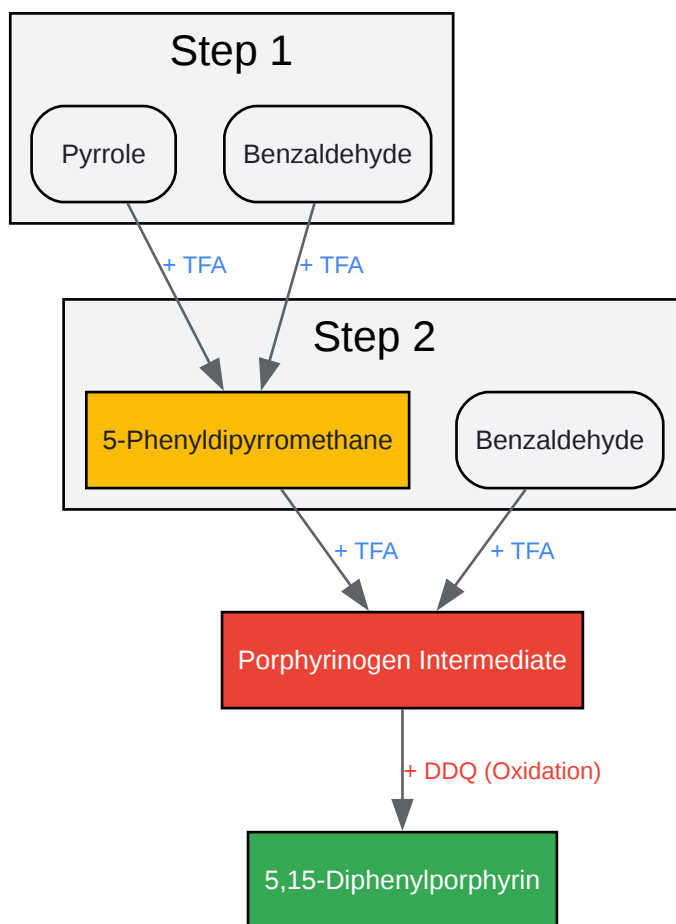 Step 1
Pyrrole
Benzaldehyde
+ TFA
+ TFA
Step 2
5-Phenyldipyrromethane
Benzaldehyde
+ TFA
+ TFA
Porphyrinogen Intermediate
+ DDQ (Oxidation)
5,15-Diphenylporphyrin